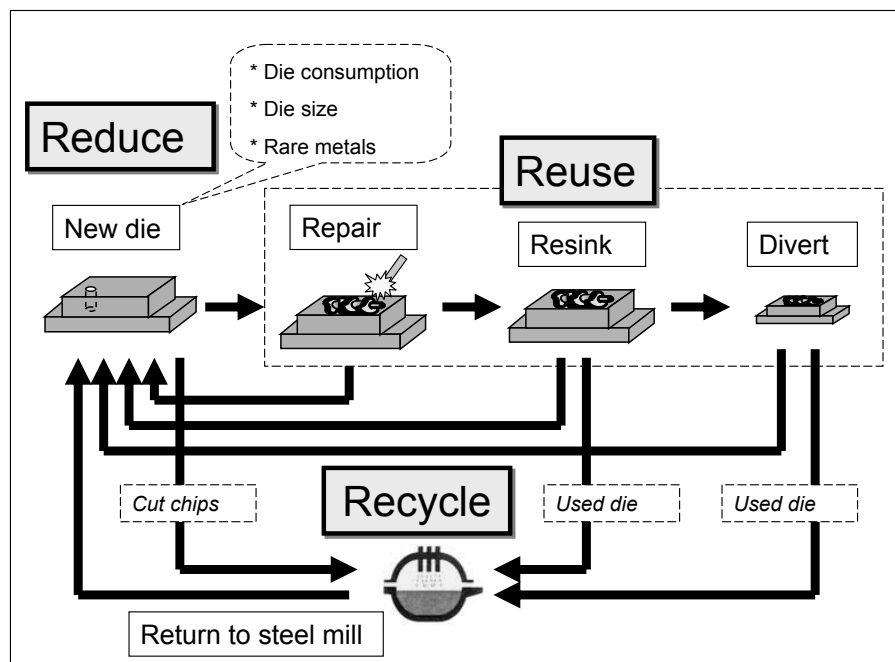 * Die consumption
* Die size
* Rare metals
Reduce
Reuse
New die
Repair
Resink
Divert
Cut chips
Recycle
Used die
Used die
Return to steel mill